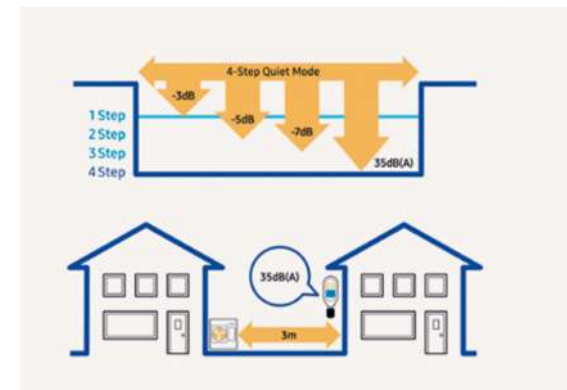 4-Step Quiet Mode
-3dB
-5dB
-7dB
35dB(A)
1 Step
2 Step
3 Step
4 Step
35dB(A)
3m